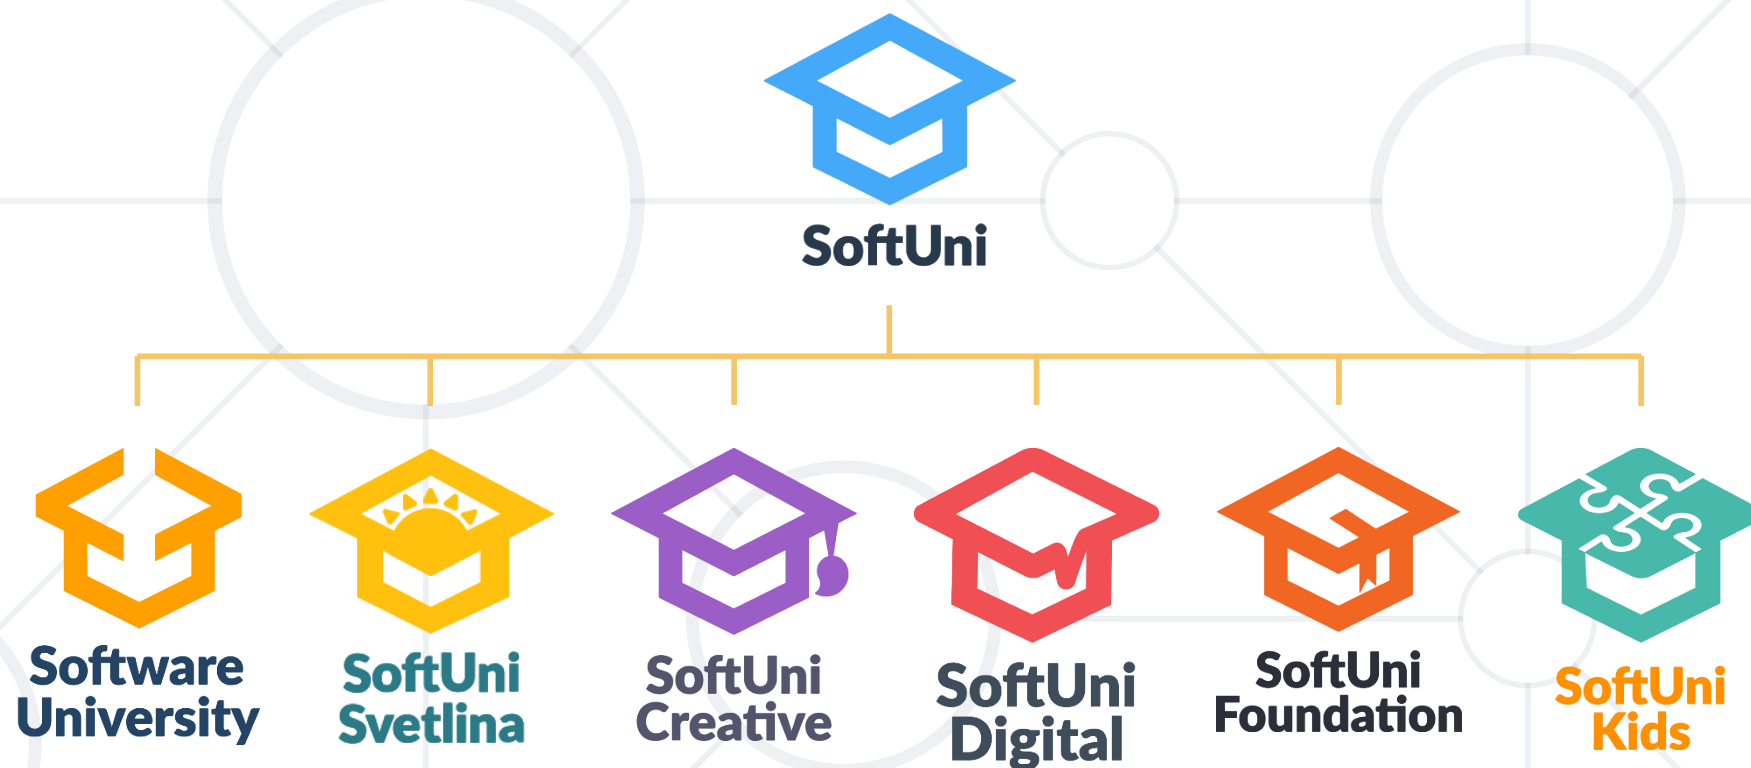 SoftUni
Software
University
SoftUni
Svetlina
SoftUni
Creative
SoftUni
Digital
SoftUni
Foundation
SoftUni
Kids